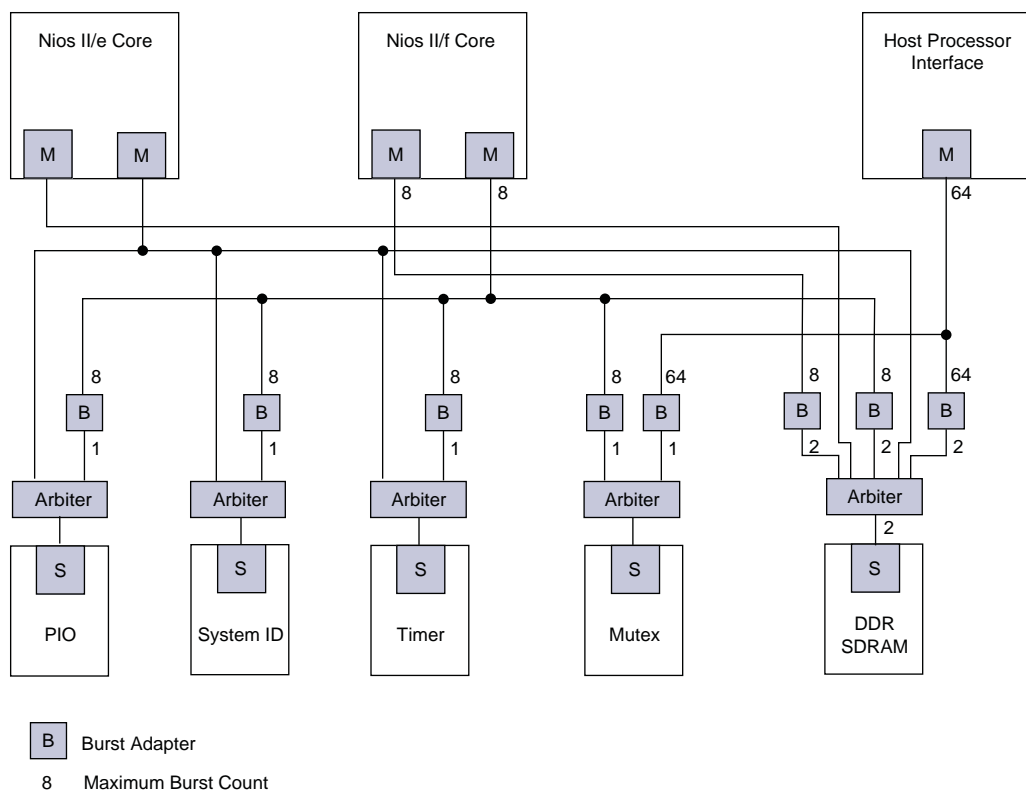 Nios II/e Core
Nios II/f Core
Host Processor
Interface
M
M
M
M
M
8
8
64
8
8
8
8
64
8
8
64
B
B
B
B
B
B
B
B
1
1
1
1
1
2
2
2
Arbiter
Arbiter
Arbiter
Arbiter
Arbiter
2
S
S
S
S
S
PIO
System ID
Timer
Mutex
DDR
SDRAM
B
Burst Adapter
8
Maximum Burst Count